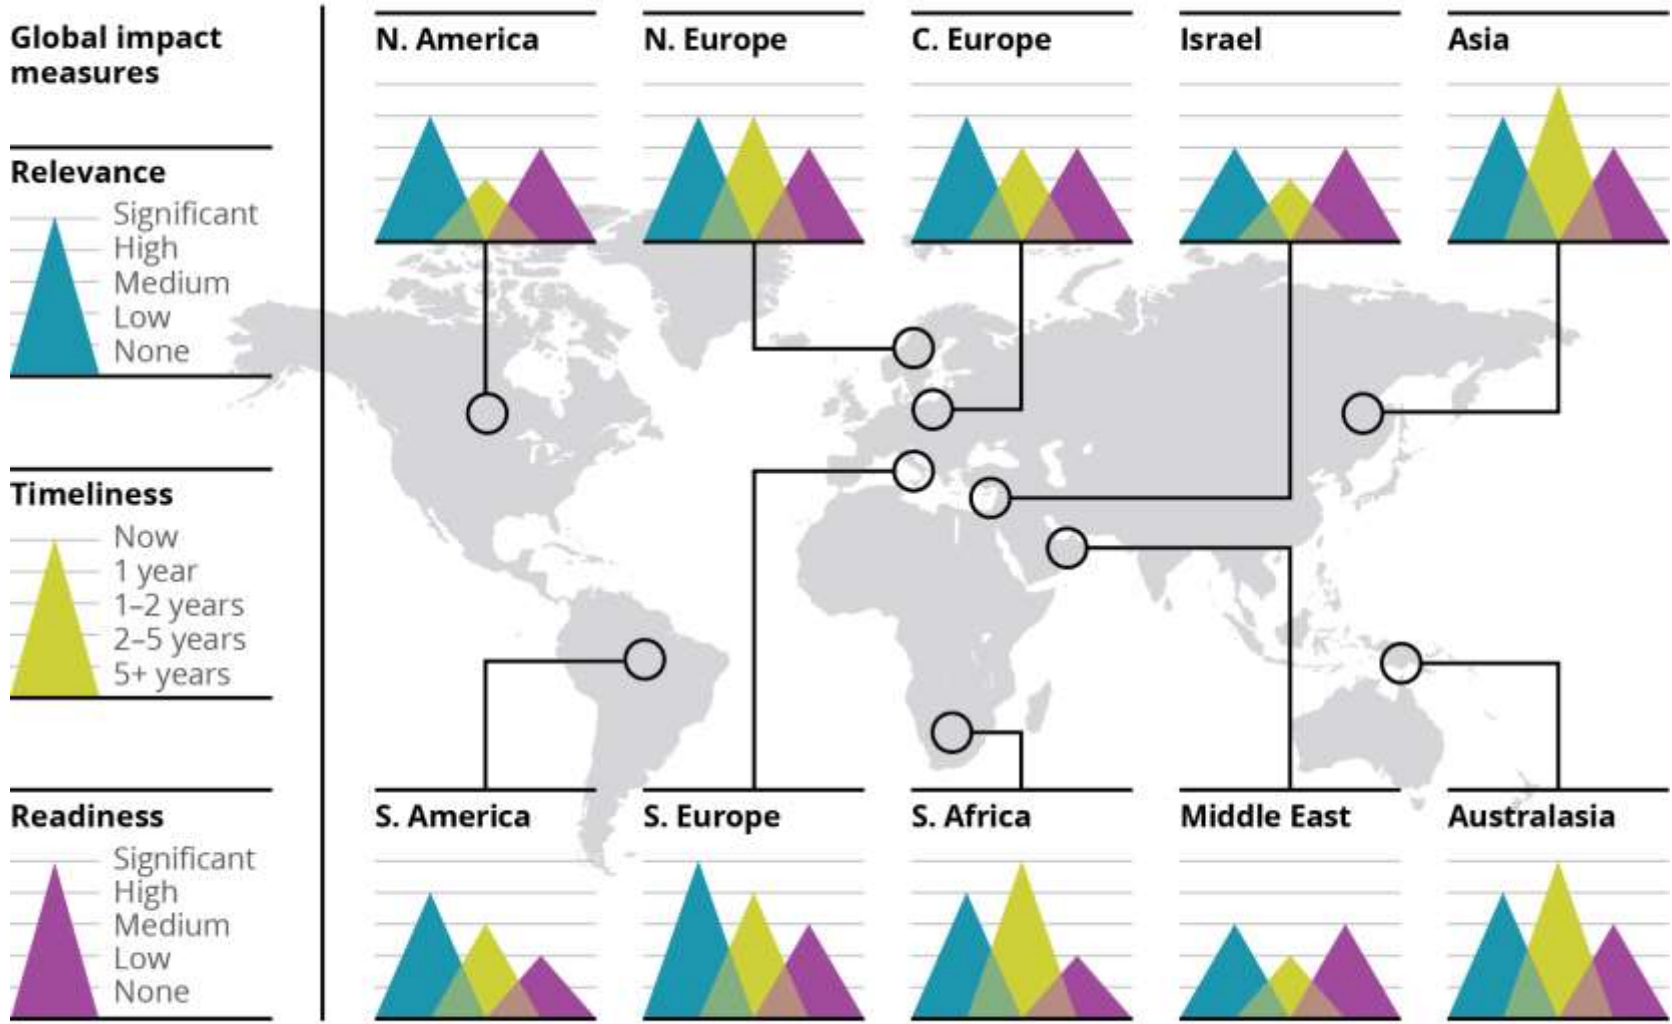 Global impact
measures
Relevance
Significant
High
Medium
Low
None
Timeliness
Now
1 year
1–2 years
2–5 years
5+ years
Readiness
Significant
High
Medium
Low
None
N. America
N. Europe
C. Europe
Israel
Asia
S. America
S. Europe
S. Africa
Middle East
Australasia